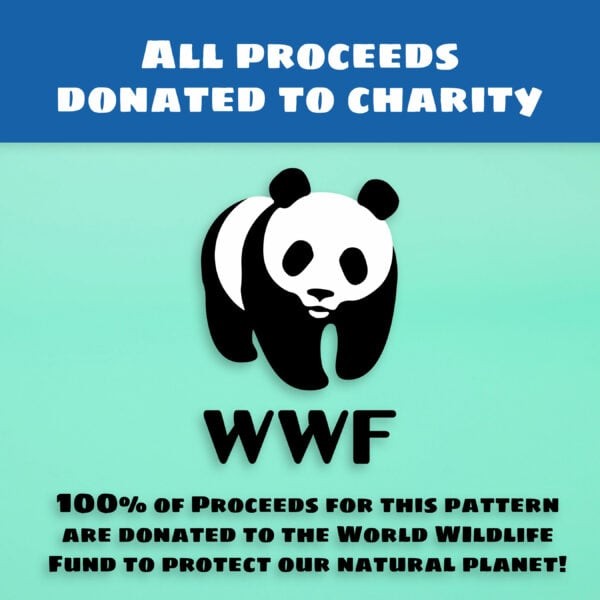 All proceeds
donated to charity
WWF
100% of Proceeds for this pattern
are donated to the World WIldlife
Fund to protect our natural planet!